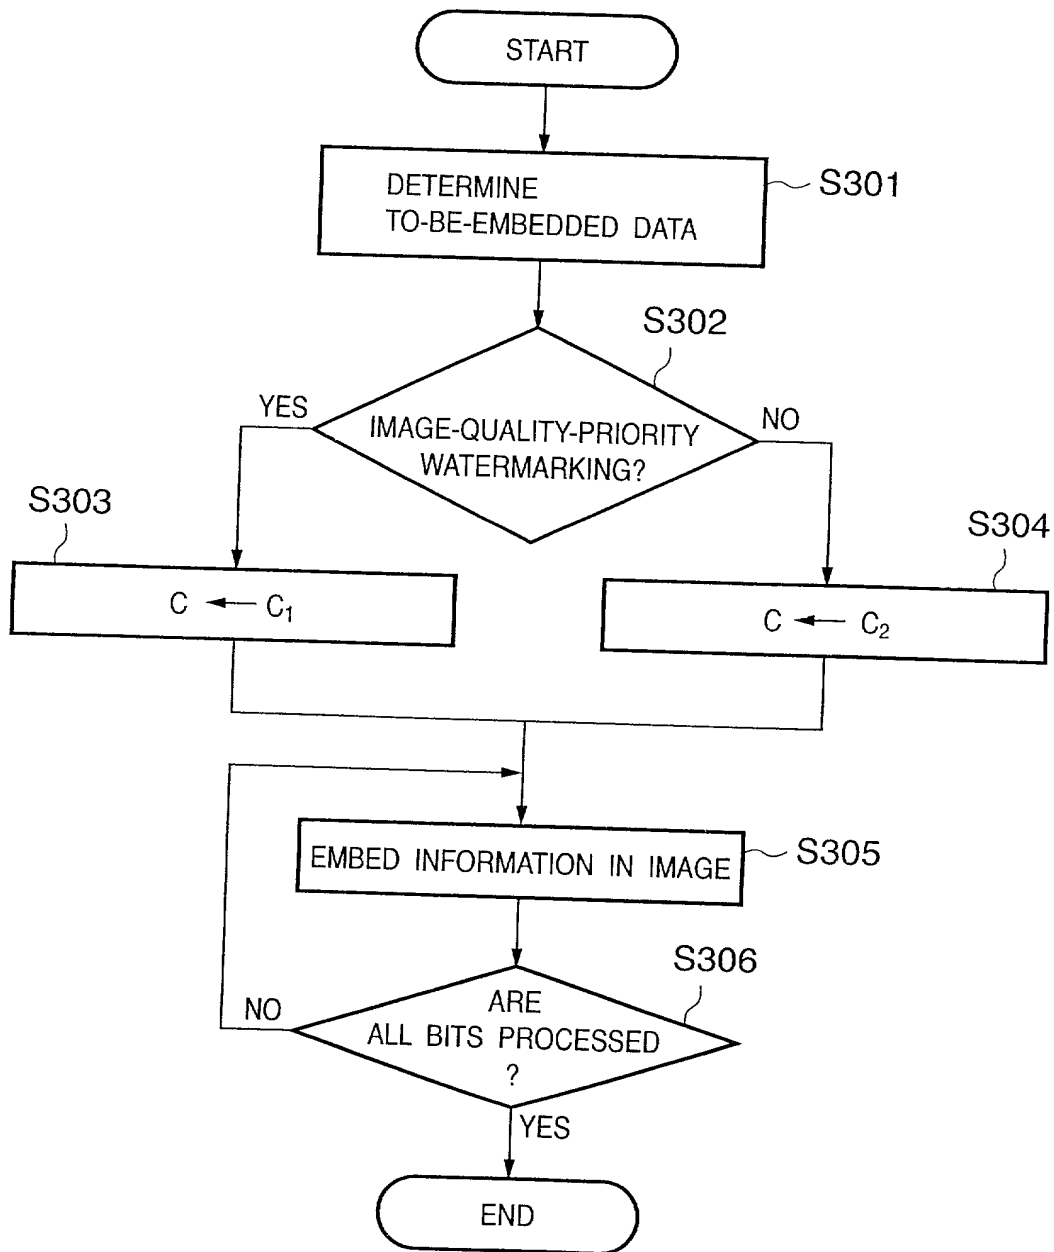 START
DETERMINE
TO-BE-EMBEDDED DATA
S301
S302
YES
NO
IMAGE-QUALITY-PRIORITY
WATERMARKING?
S303
S304
C ← C₁
C ← C₂
EMBED INFORMATION IN IMAGE
S305
S306
NO
ARE
ALL BITS PROCESSED
?
YES
END